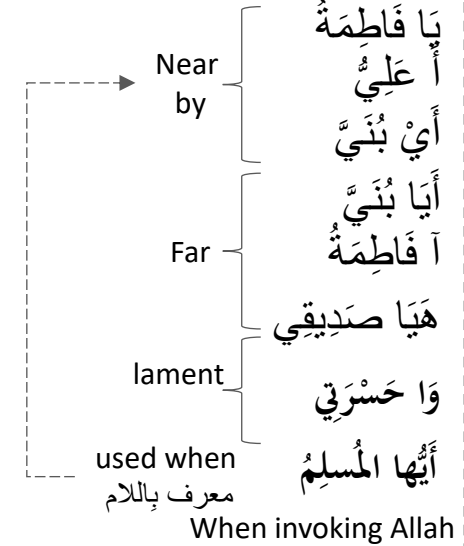 يَا فَاطِمَةُ
أَ عَلِيُّ
أَيْ بُنَيَّ
Near
by
أَيَا بُنَيَّ
آ فَاطِمَةُ
هَيَا صَدِيقِي
Far
وَا حَسْرَتِي
lament
أَيُّها المُسلِمُ
used when
معرف بِاللام
When invoking Allah